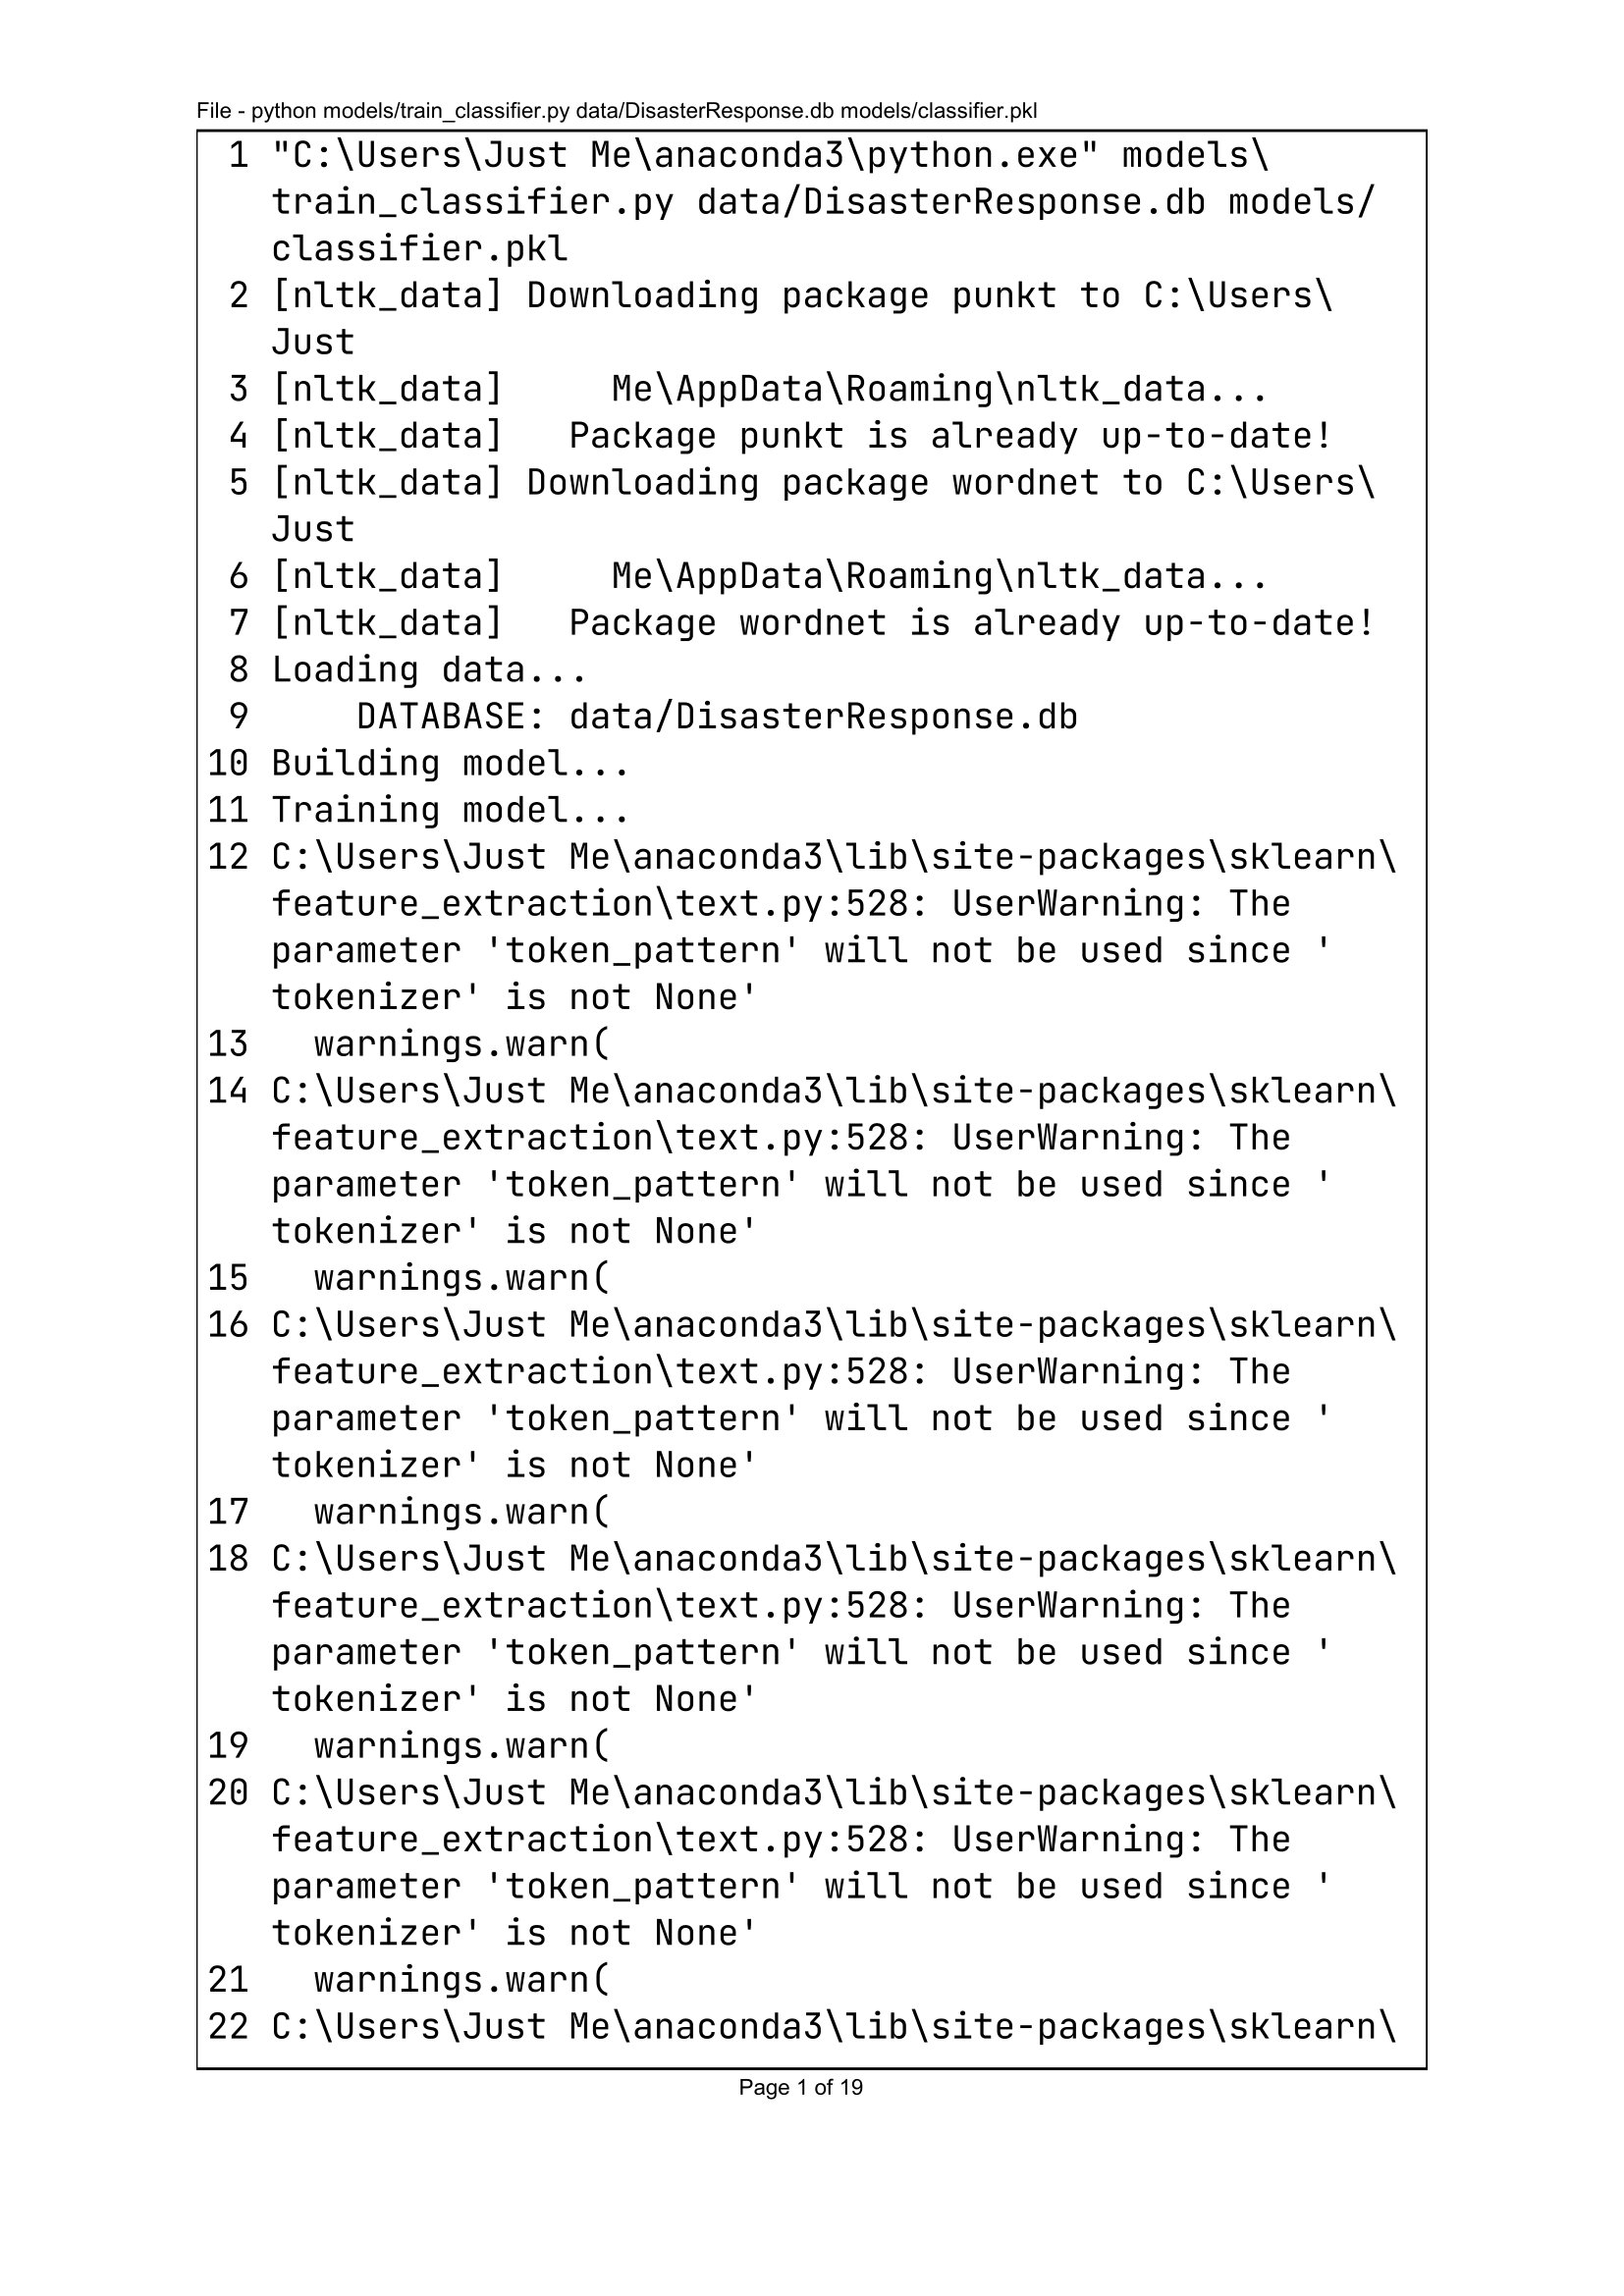 File - python models/train_classifier.py data/DisasterResponse.db models/classifier.pkl
1 "C:\Users\Just Me\anaconda3\python.exe" models\
train_classifier.py data/DisasterResponse.db models/
classifier.pkl
2 [nltk_data] Downloading package punkt to C:\Users\
Just
3 [nltk_data]     Me\AppData\Roaming\nltk_data...
4 [nltk_data]   Package punkt is already up-to-date!
5 [nltk_data] Downloading package wordnet to C:\Users\
Just
6 [nltk_data]     Me\AppData\Roaming\nltk_data...
7 [nltk_data]   Package wordnet is already up-to-date!
8 Loading data...
9     DATABASE: data/DisasterResponse.db
10 Building model...
11 Training model...
12 C:\Users\Just Me\anaconda3\lib\site-packages\sklearn\
feature_extraction\text.py:528: UserWarning: The
parameter 'token_pattern' will not be used since '
tokenizer' is not None'
13   warnings.warn(
14 C:\Users\Just Me\anaconda3\lib\site-packages\sklearn\
feature_extraction\text.py:528: UserWarning: The
parameter 'token_pattern' will not be used since '
tokenizer' is not None'
15   warnings.warn(
16 C:\Users\Just Me\anaconda3\lib\site-packages\sklearn\
feature_extraction\text.py:528: UserWarning: The
parameter 'token_pattern' will not be used since '
tokenizer' is not None'
17   warnings.warn(
18 C:\Users\Just Me\anaconda3\lib\site-packages\sklearn\
feature_extraction\text.py:528: UserWarning: The
parameter 'token_pattern' will not be used since '
tokenizer' is not None'
19   warnings.warn(
20 C:\Users\Just Me\anaconda3\lib\site-packages\sklearn\
feature_extraction\text.py:528: UserWarning: The
parameter 'token_pattern' will not be used since '
tokenizer' is not None'
21   warnings.warn(
22 C:\Users\Just Me\anaconda3\lib\site-packages\sklearn\
Page 1 of 19